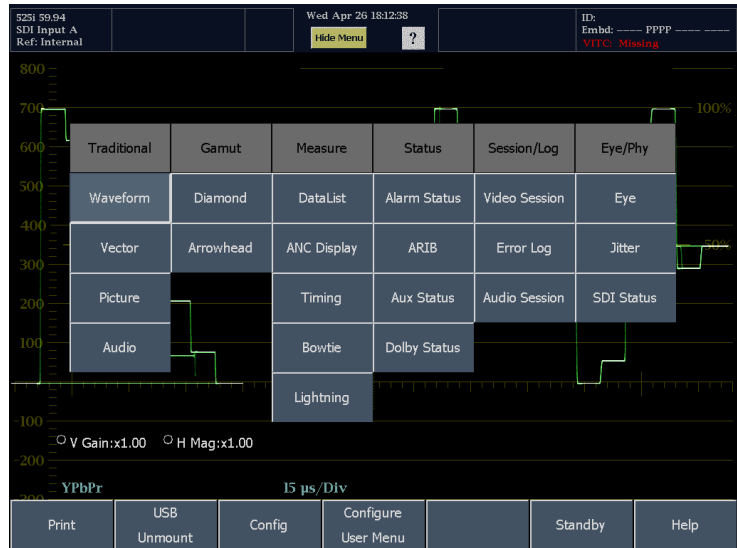 525i 59.94
SDI Input A
Ref: Internal
Wed Apr 26 18:12:38
Hide Menu
?
ID:
Embd: ---- PPPP ---- ----
VITC: Missing
800
700
100%
600
Traditional Gamut Measure Status Session/Log Eye/Phy
500
Waveform Diamond DataList Alarm Status Video Session Eye
400
Vector Arrowhead ANC Display ARIB Error Log Jitter
50%
300
Picture Timing Aux Status Audio Session SDI Status
200
Audio Bowtie Dolby Status
100
Lightning
-100
V Gain:x1.00 H Mag:x1.00
-200
YPbPr 15 µs/Div
Print
USB
Unmount
Config
Configure
User Menu
Standby
Help